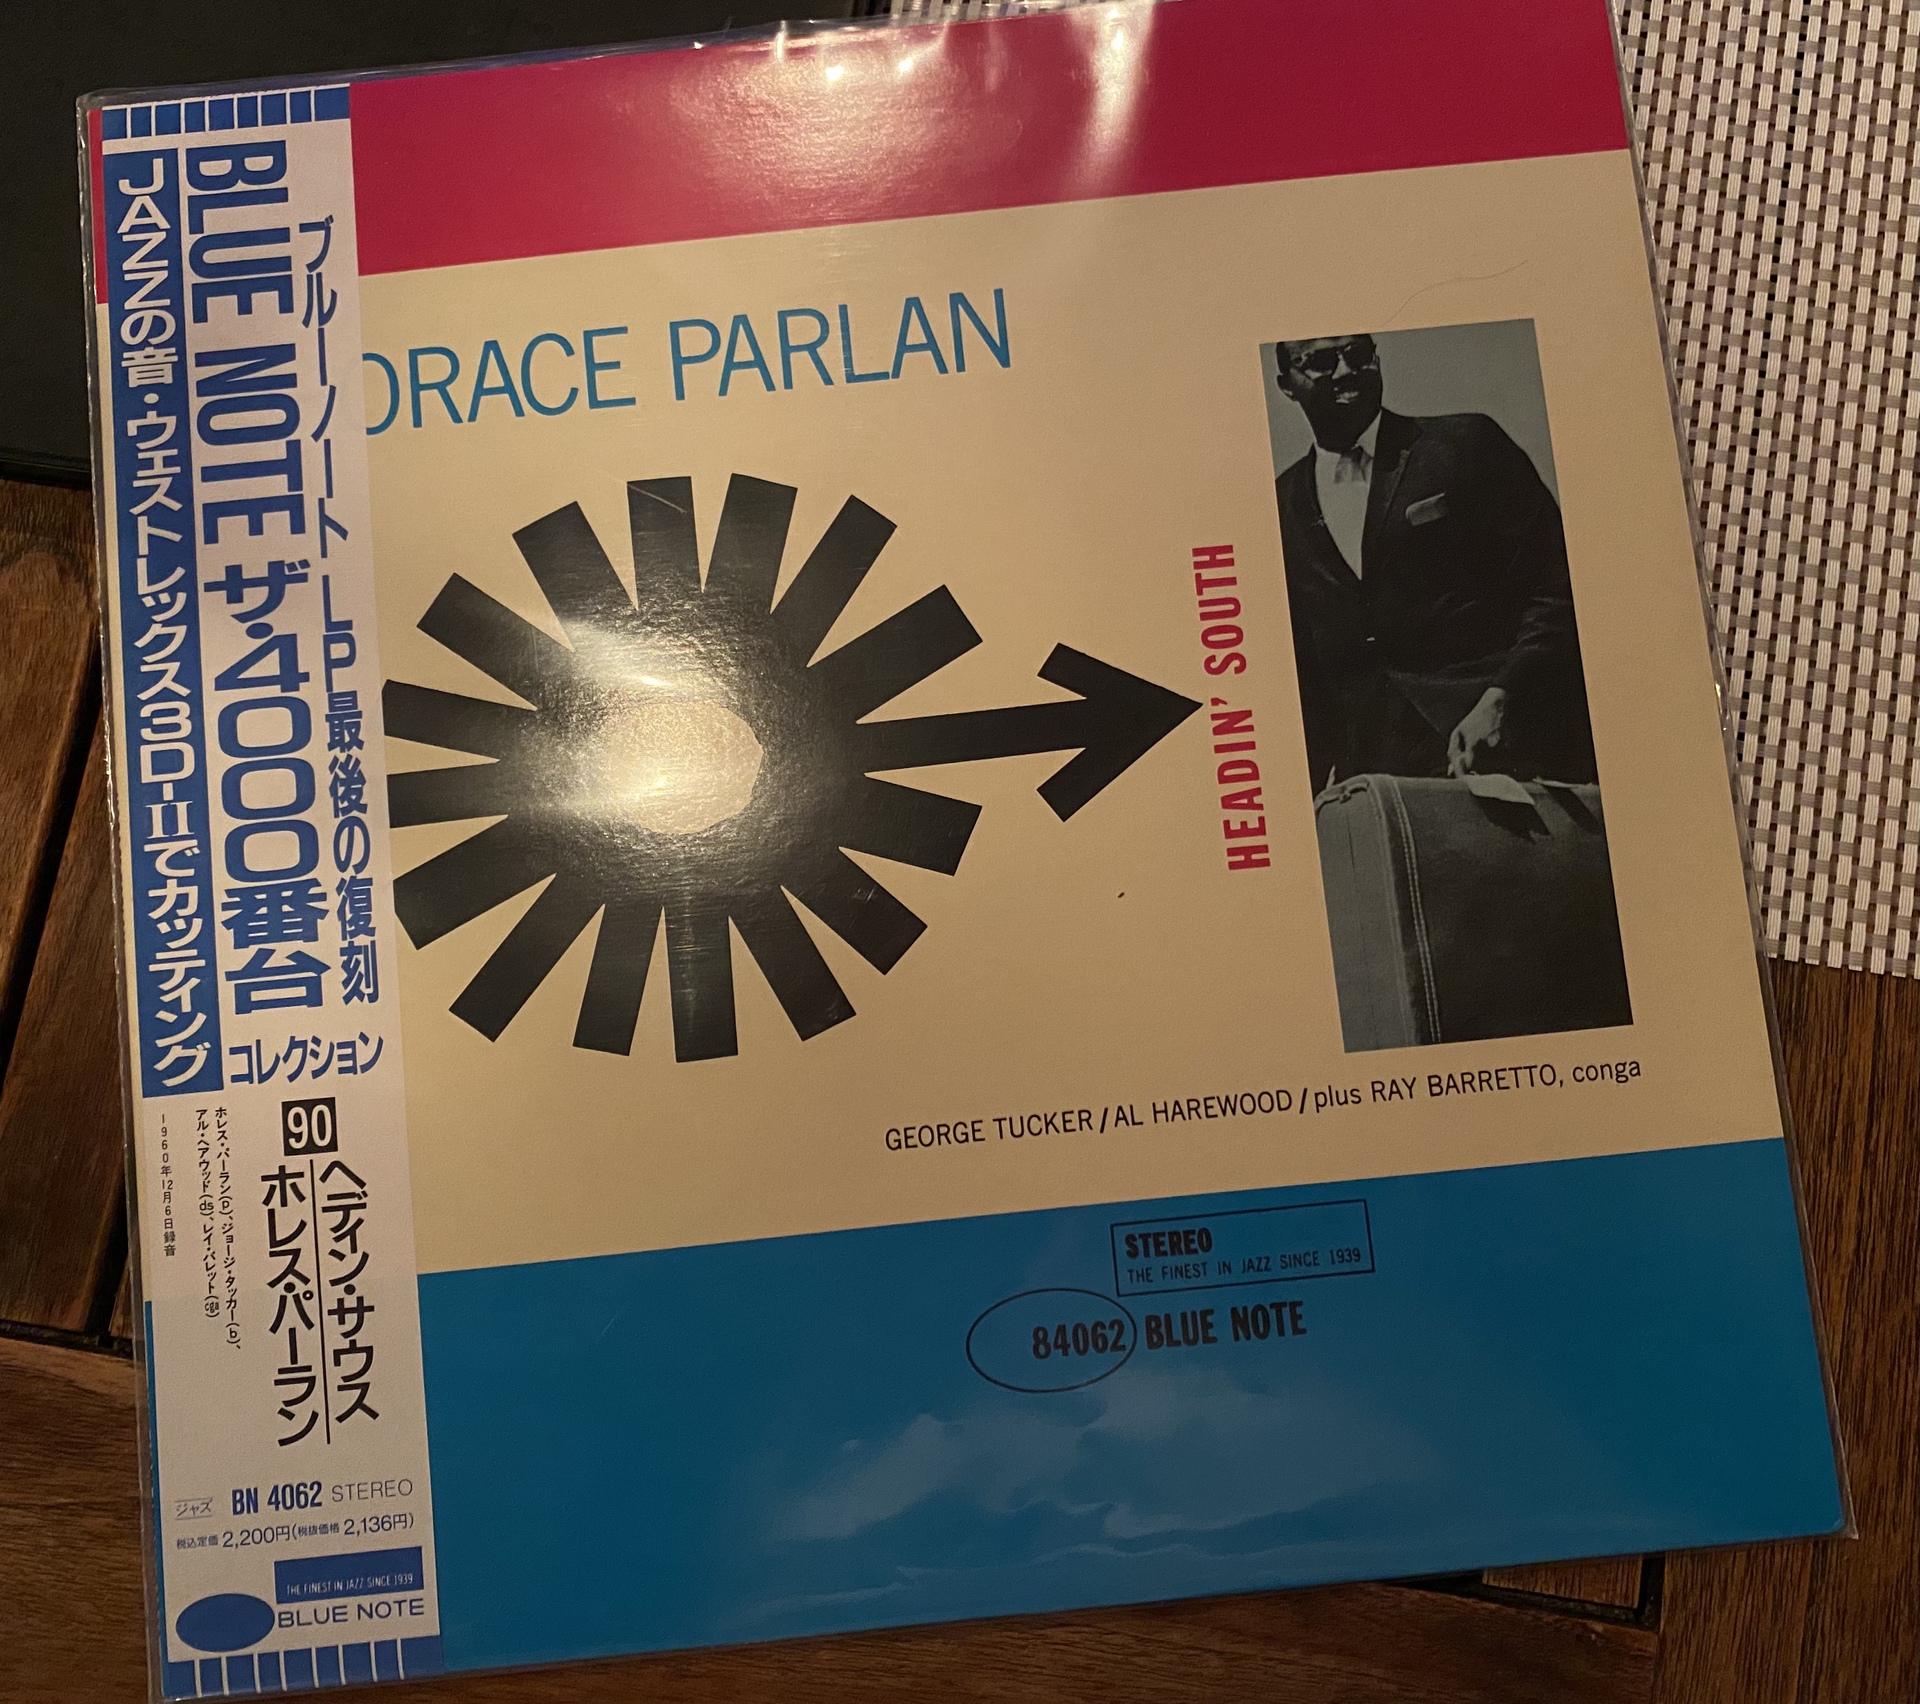 ブルーノートLP最後の復刻
BLUE NOTE ザ・4000番台
コレクション
JAZZの音・ウエストレックス3D-IIでカッティング
90
ヘディン・サウス
ホレス・パーラン
ホレス・パーラン(p)、ジョージ・タッカー(b)、
アル・ヘアウッド(ds)、レイ・バレット(cga)
1960年12月6日録音
ジャズ
BN 4062 STEREO
税込定価2,200円(税抜価格2,136円)
THE FINEST IN JAZZ SINCE 1939
BLUE NOTE
ORACE PARLAN
HEADIN' SOUTH
GEORGE TUCKER/AL HAREWOOD/plus RAY BARRETTO, conga
STEREO
THE FINEST IN JAZZ SINCE 1939
84062 BLUE NOTE